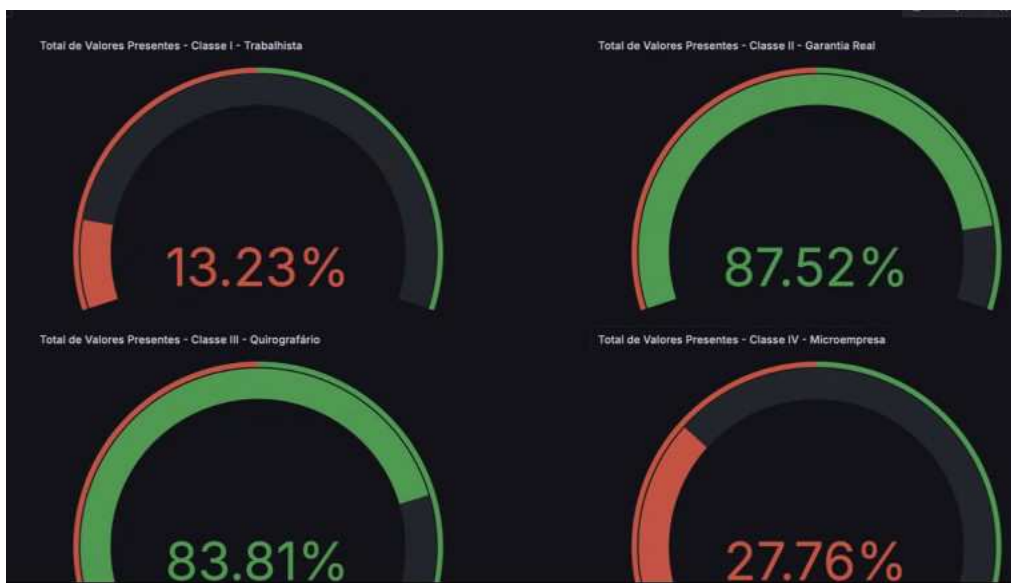 Total de Valores Presentes - Classe I - Trabalhista
13.23%
Total de Valores Presentes - Classe II - Garantia Real
87.52%
Total de Valores Presentes - Classe III - Quirografário
83.81%
Total de Valores Presentes - Classe IV - Microempresa
27.76%